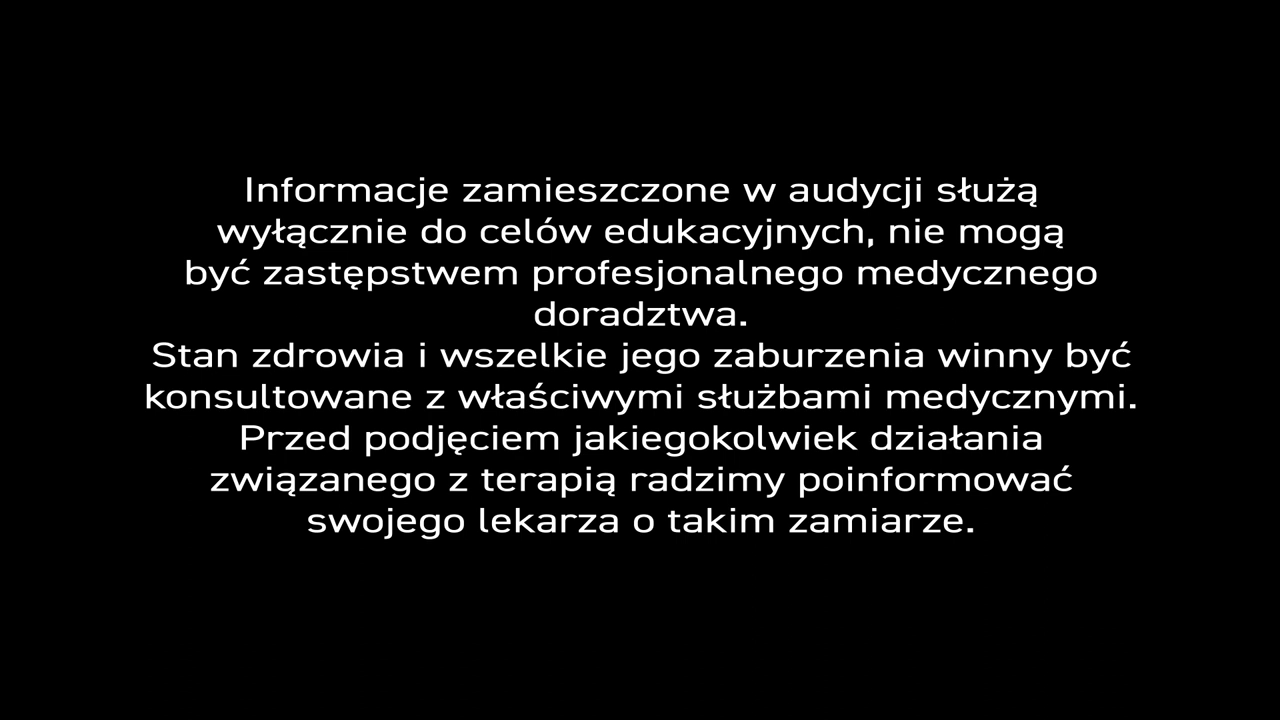 Informacje zamieszczone w audycji służą
wyłącznie do celów edukacyjnych, nie mogą
być zastępstwem profesjonalnego medycznego
doradztwa.
Stan zdrowia i wszelkie jego zaburzenia winny być
konsultowane z właściwymi służbami medycznymi.
Przed podjęciem jakiegokolwiek działania
związanego z terapią radzimy poinformować
swojego lekarza o takim zamiarze.